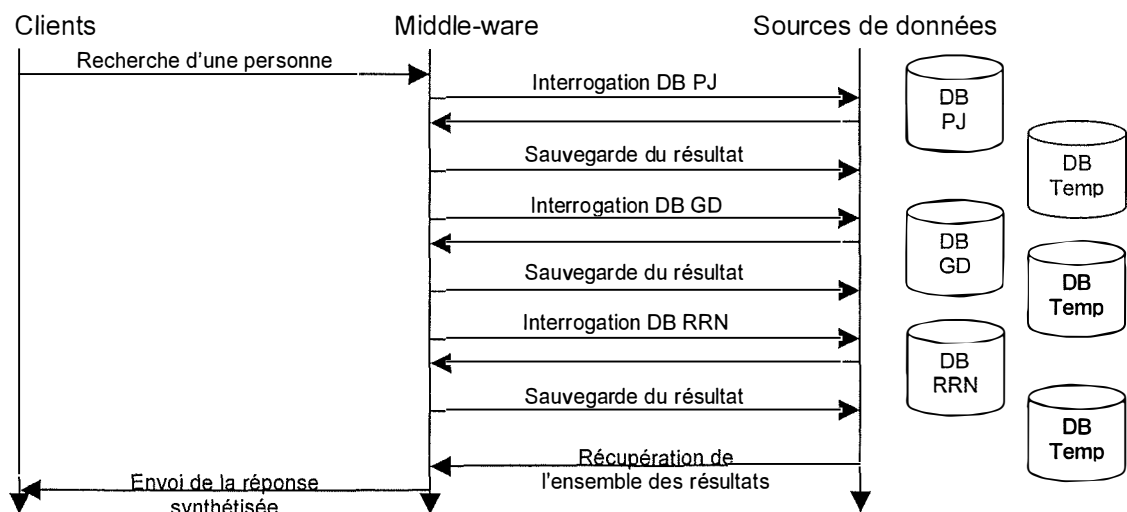 Clients
Middle-ware
Sources de données
Recherche d'une personne
Interrogation DB PJ
DB
PJ
Sauvegarde du résultat
DB
Temp
Interrogation DB GD
DB
GD
Sauvegarde du résultat
DB
Temp
Interrogation DB RRN
DB
RRN
Sauvegarde du résultat
DB
Temp
Récupération de
l'ensemble des résultats
Envoi de la réponse
synthétisée